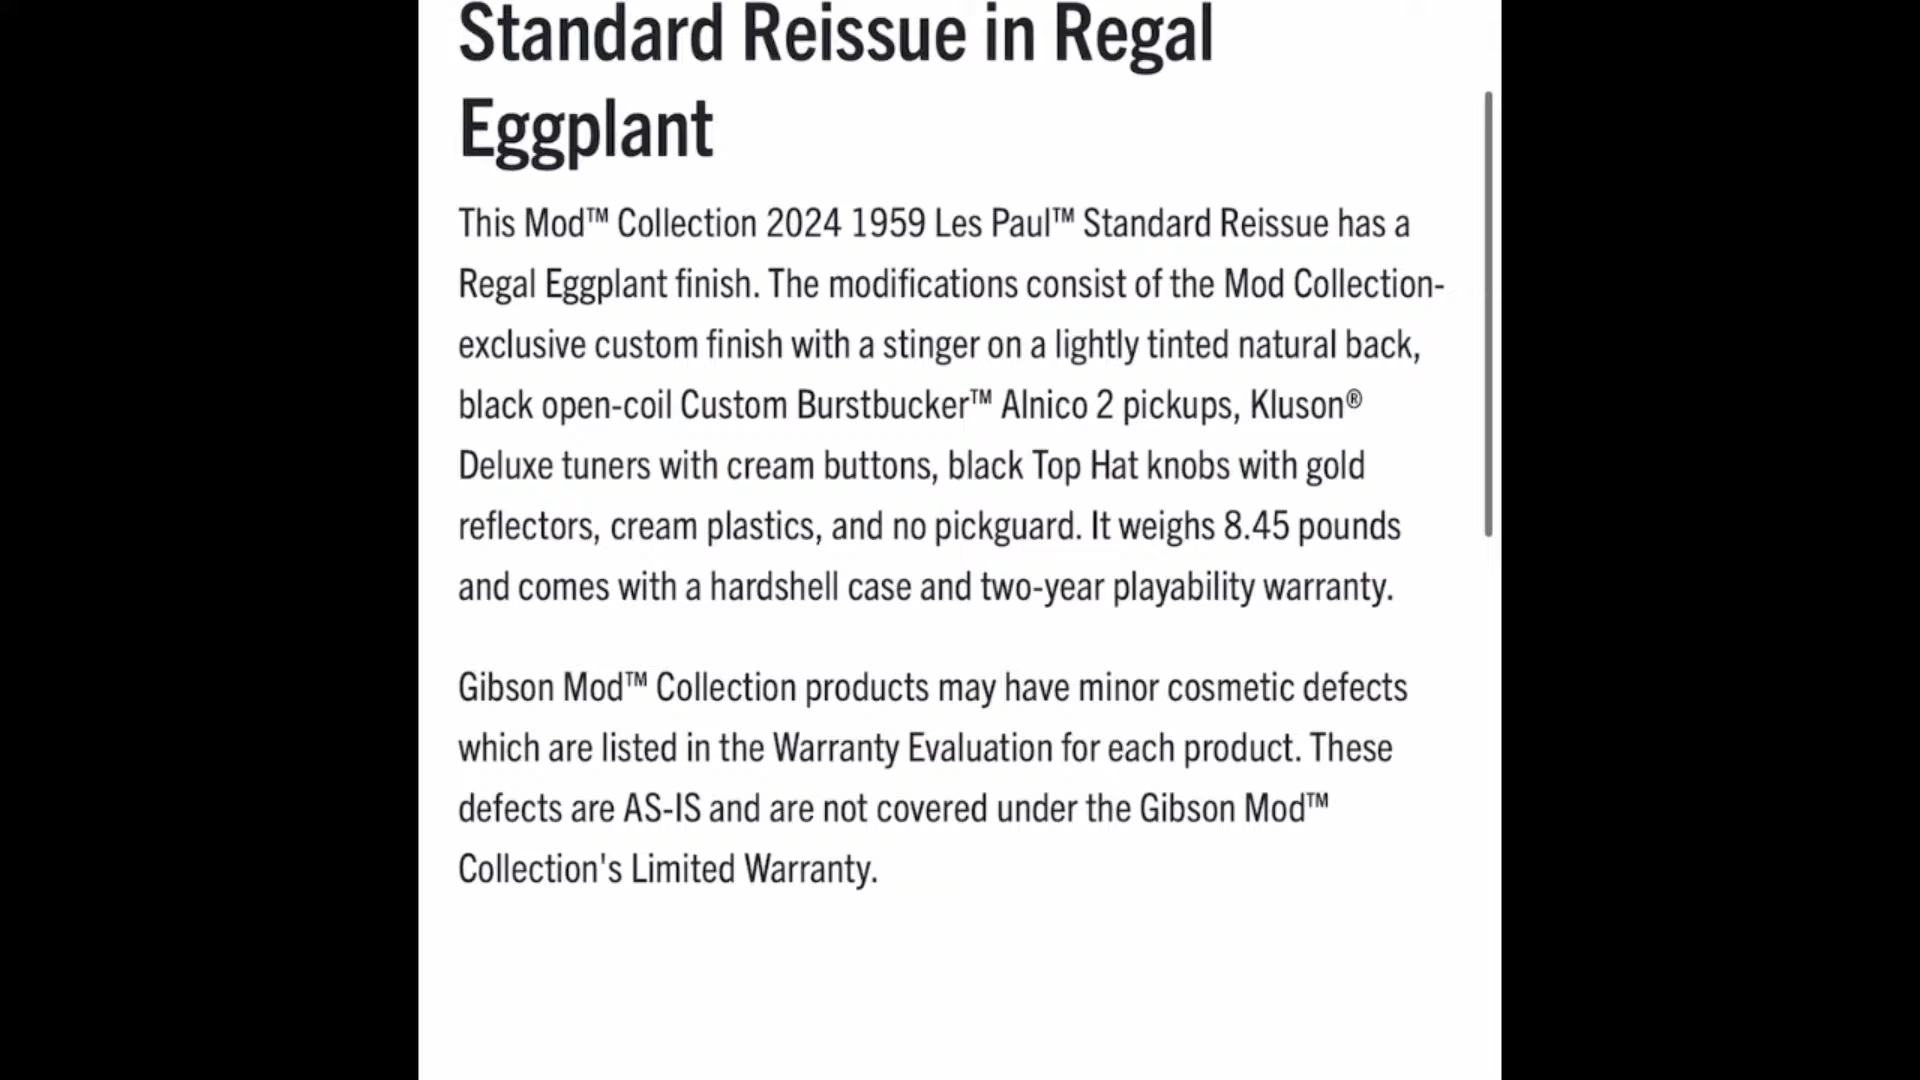 Standard Reissue in Regal
Eggplant
This Mod™ Collection 2024 1959 Les Paul™ Standard Reissue has a
Regal Eggplant finish. The modifications consist of the Mod Collection-
exclusive custom finish with a stinger on a lightly tinted natural back,
black open-coil Custom Burstbucker™ Alnico 2 pickups, Kluson®
Deluxe tuners with cream buttons, black Top Hat knobs with gold
reflectors, cream plastics, and no pickguard. It weighs 8.45 pounds
and comes with a hardshell case and two-year playability warranty.
Gibson Mod™ Collection products may have minor cosmetic defects
which are listed in the Warranty Evaluation for each product. These
defects are AS-IS and are not covered under the Gibson Mod™
Collection's Limited Warranty.